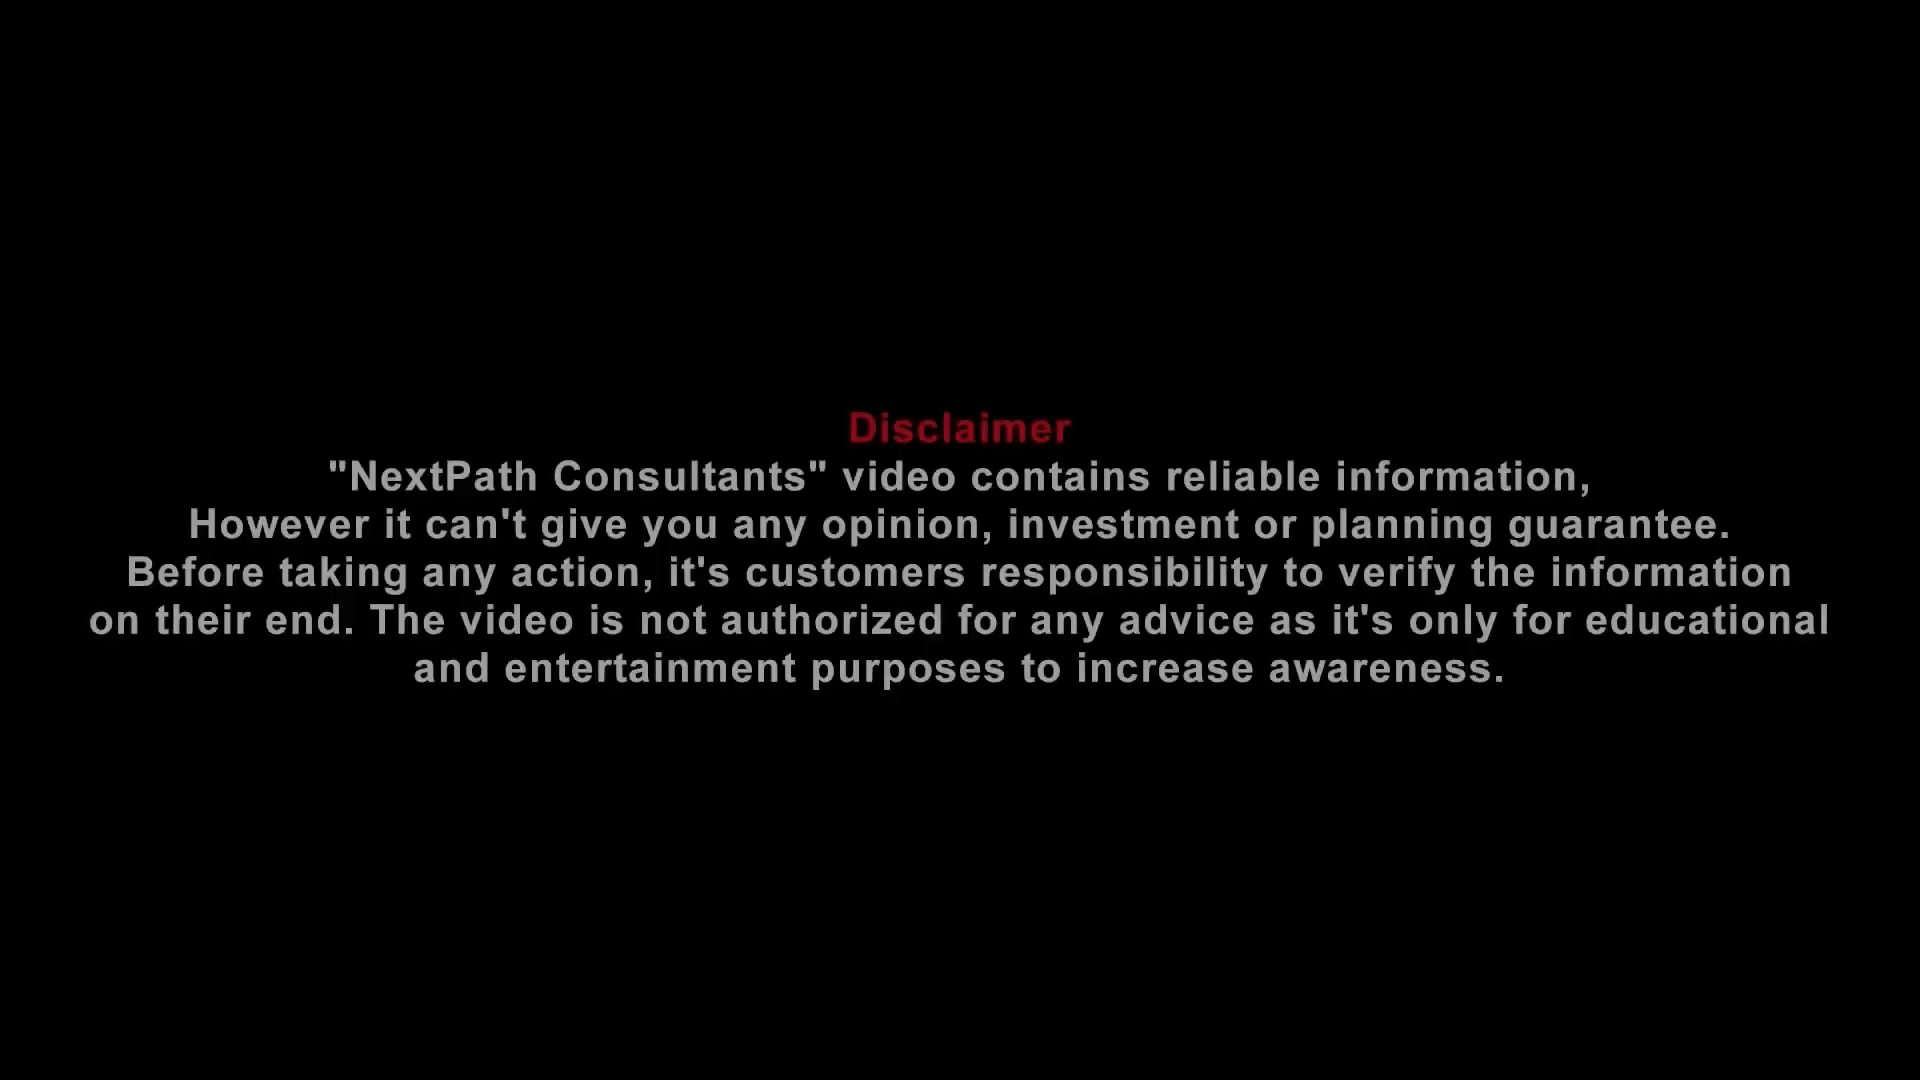 Disclaimer
"NextPath Consultants" video contains reliable information,
However it can't give you any opinion, investment or planning guarantee.
Before taking any action, it's customers responsibility to verify the information
on their end. The video is not authorized for any advice as it's only for educational
and entertainment purposes to increase awareness.